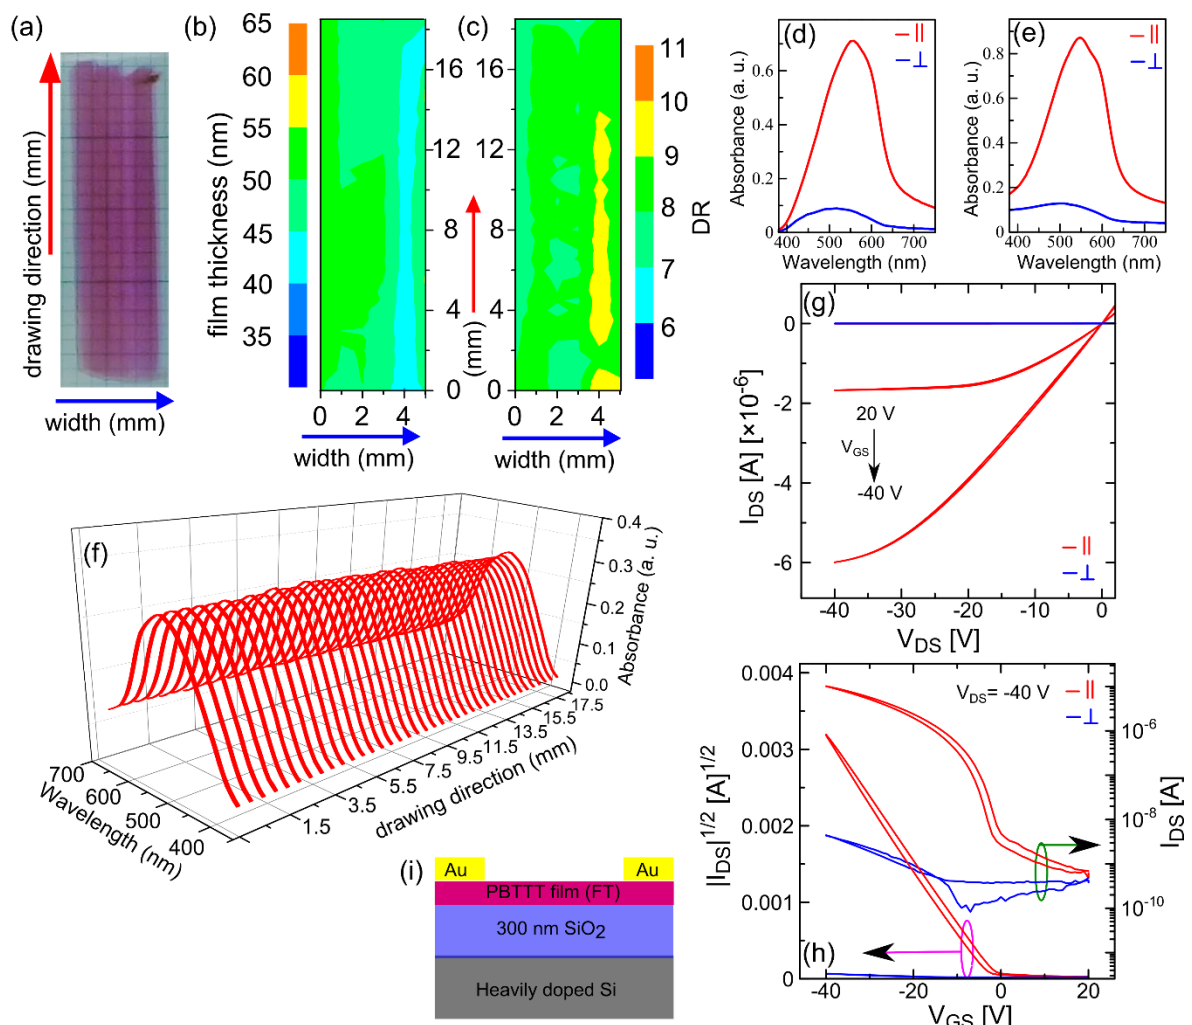 (a)
drawing direction (mm)
width (mm)
(b)
film thickness (nm)
65
60
55
50
45
40
35
16
12
8
4
0
(mm)
0 2 4
width (mm)
(c)
16
12
8
4
0
0 2 4
width (mm)
DR
11
10
9
8
7
6
(d)
|| 
⊥
Absorbance (a. u.)
0.6
0.4
0.2
0
400 500 600 700
Wavelength (nm)
(e)
||
⊥
Absorbance (a. u.)
0.8
0.6
0.4
0.2
0
400 500 600 700
Wavelength (nm)
(f)
Absorbance (a. u.)
0.4
0.3
0.2
0.1
0.0
700
600
500
400
Wavelength (nm)
1.5
3.5
5.5
7.5
9.5
11.5
13.5
15.5
17.5
drawing direction (mm)
(g)
I_DS [A] [×10⁻⁶]
0
-2
-4
-6
20 V
V_GS
-40 V
||
⊥
-40 -30 -20 -10 0
V_DS [V]
(h)
V_DS= -40 V
||
⊥
|I_DS|^1/2 [A]^1/2
0.004
0.003
0.002
0.001
0
10⁻⁶
10⁻⁸
10⁻¹⁰
I_DS [A]
-40 -20 0 20
V_GS [V]
(i)
Au Au
PBTTT film (FT)
300 nm SiO₂
Heavily doped Si